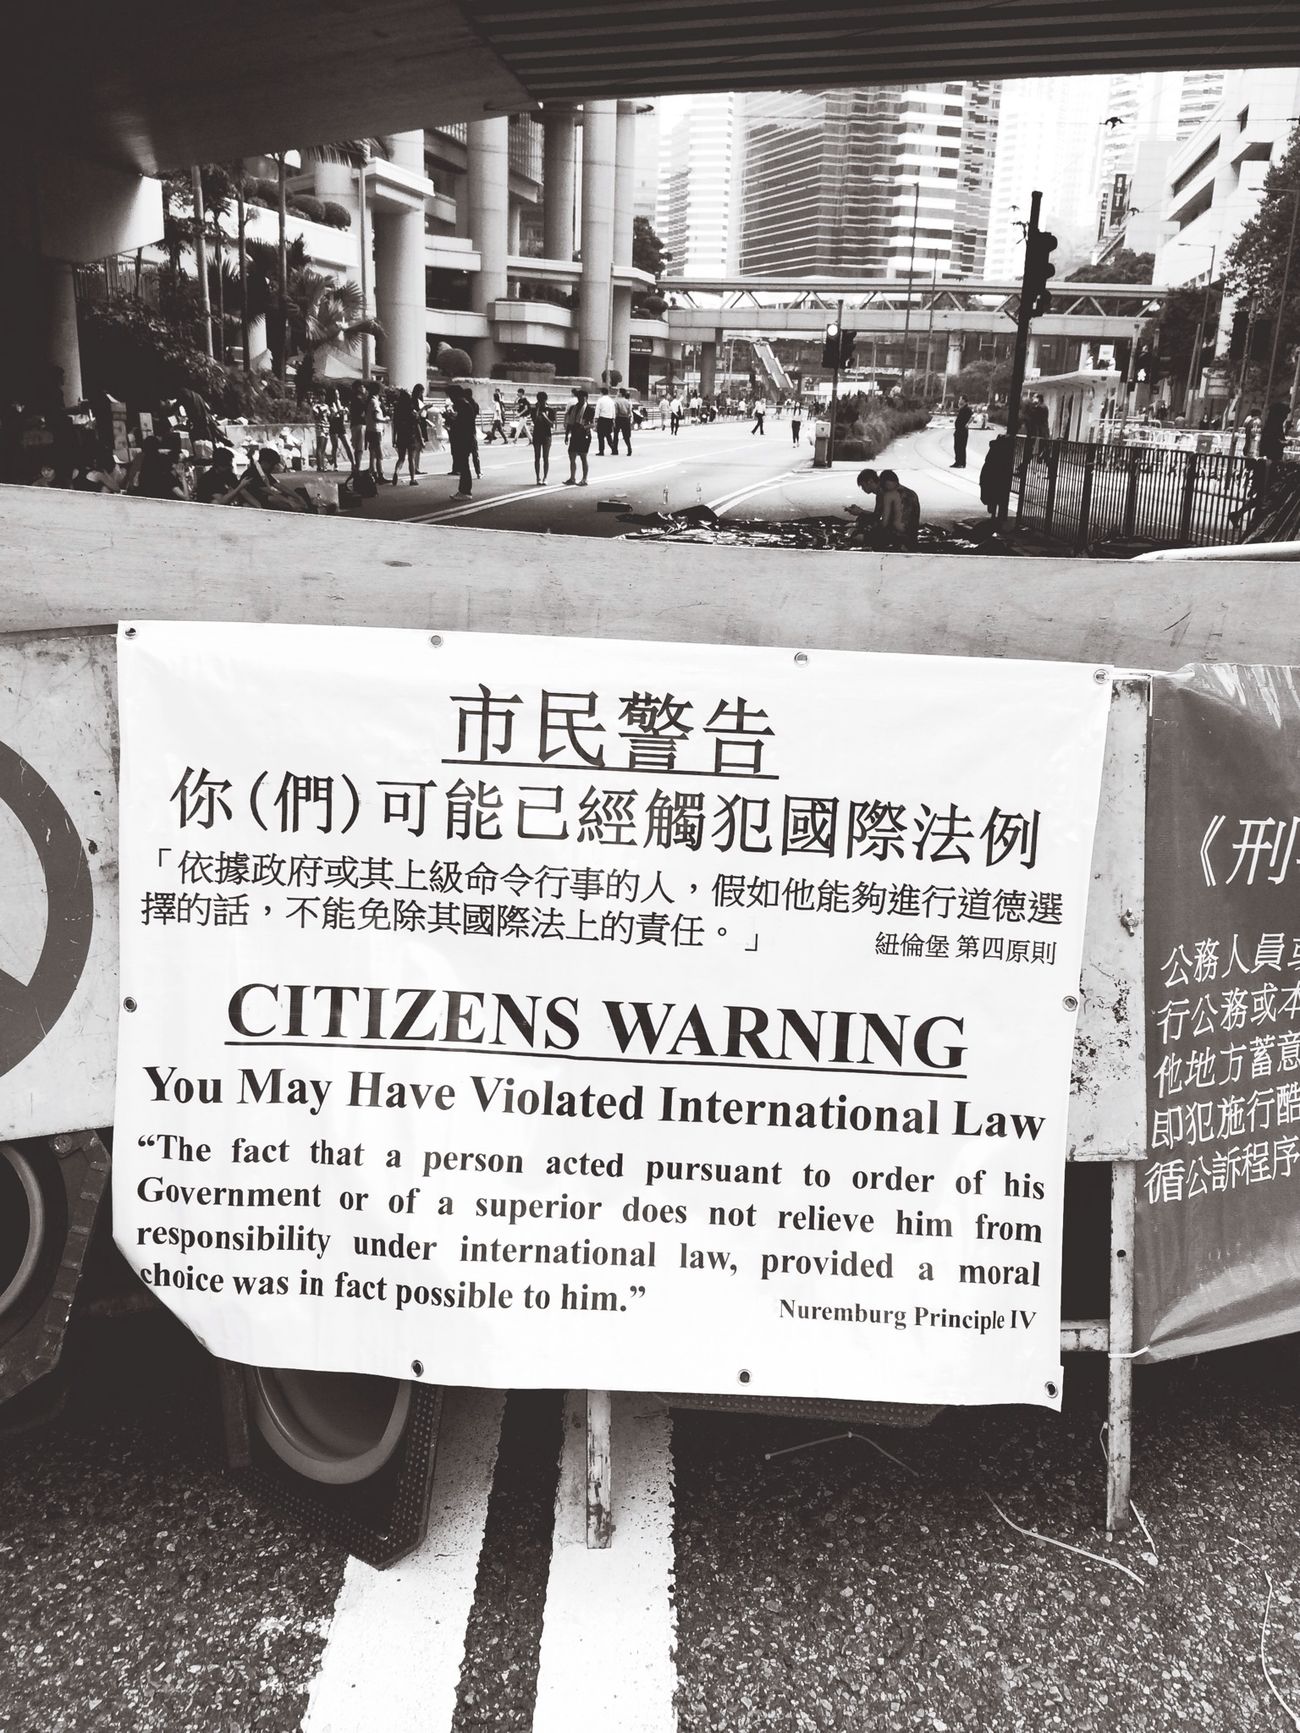 市民警告
你(們)可能已經觸犯國際法例
「依據政府或其上級命令行事的人，假如他能夠進行道德選
擇的話，不能免除其國際法上的責任。」
紐倫堡 第四原則
CITIZENS WARNING
You May Have Violated International Law
“The fact that a person acted pursuant to order of his
Government or of a superior does not relieve him from
responsibility under international law, provided a moral
choice was in fact possible to him.”
Nuremburg Principle IV
《刑
公務人員或
行公務或本
他地方蓄意
即犯施行酷
循公訴程序